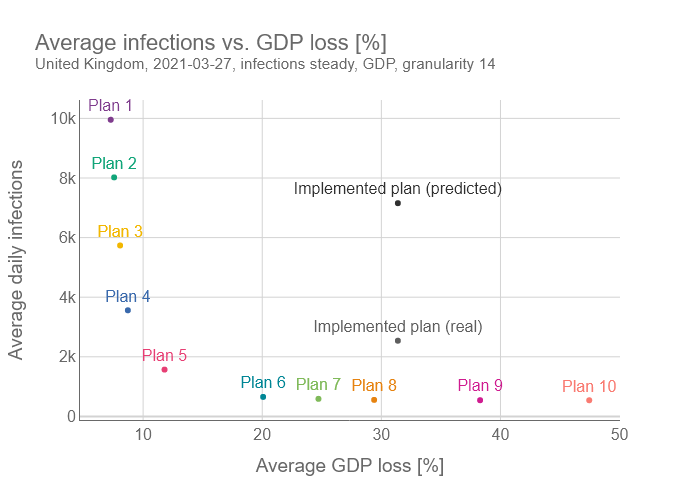 Average infections vs. GDP loss [%]
United Kingdom, 2021-03-27, infections steady, GDP, granularity 14
Plan 1
10k
Plan 2
8k
Implemented plan (predicted)
Plan 3
6k
Plan 4
4k
Implemented plan (real)
Plan 5
2k
Plan 6
Plan 7
Plan 8
Plan 9
Plan 10
0
10
20
30
40
50
Average GDP loss [%]
Average daily infections